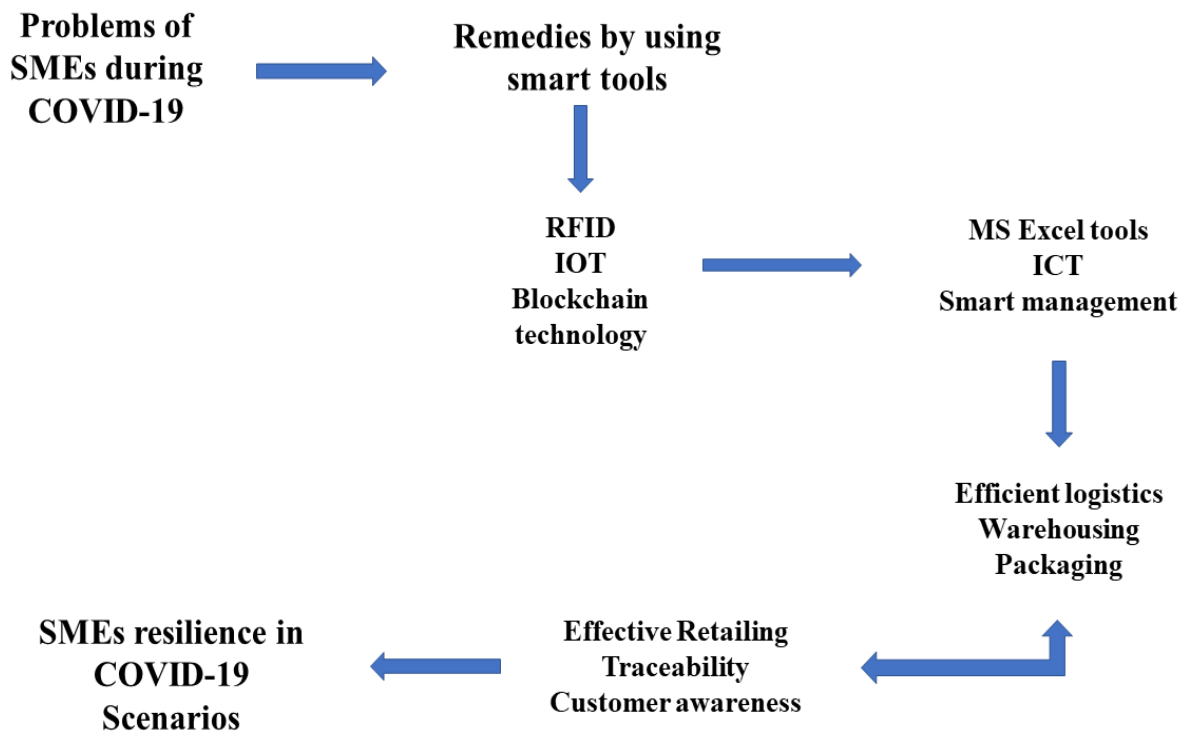 Problems of
SMEs during
COVID-19
Remedies by using
smart tools
RFID
IOT
Blockchain
technology
MS Excel tools
ICT
Smart management
Efficient logistics
Warehousing
Packaging
Effective Retailing
Traceability
Customer awareness
SMEs resilience in
COVID-19
Scenarios